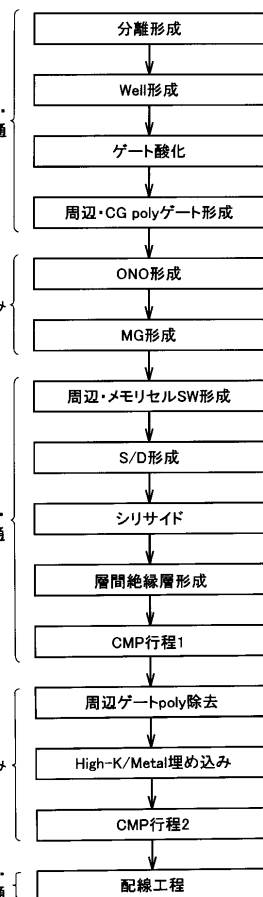 分離形成
Well形成
・
通
ゲート酸化
周辺・CG polyゲート形成
ONO形成
み
MG形成
周辺・メモリセルSW形成
S/D形成
・
通
シリサイド
層間絶縁層形成
CMP行程1
周辺ゲートpoly除去
み
High-K/Metal埋め込み
CMP行程2
・
通
配線工程